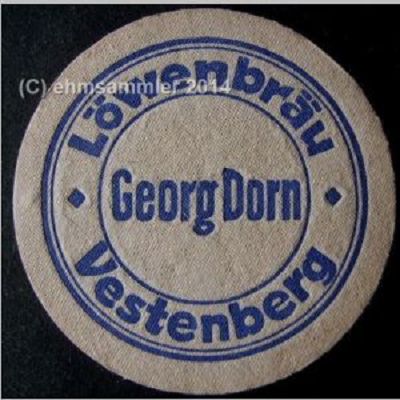 (C) ehmsammler 2014
Löwenbräu
Georg Dorn
Vestenberg